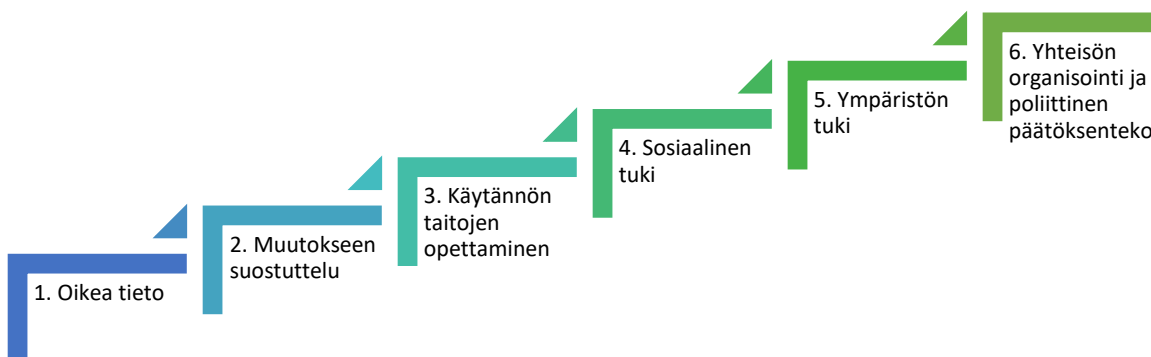 1. Oikea tieto
2. Muutokseen
suostuttelu
3. Käytännön
taitojen
opettaminen
4. Sosiaalinen
tuki
5. Ympäristön
tuki
6. Yhteisön
organisointi ja
poliittinen
päätöksenteko